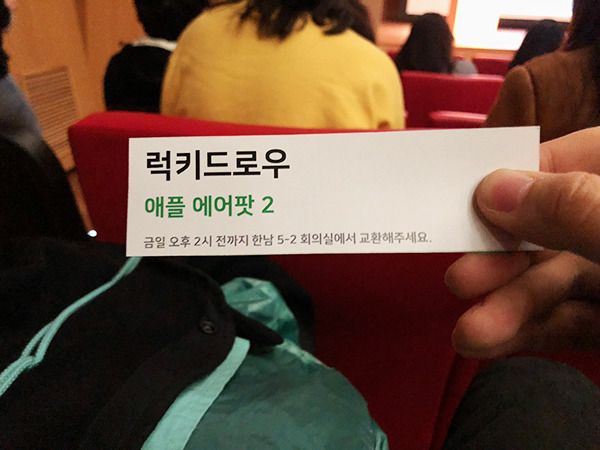 럭키드로우
애플 에어팟 2
금일 오후 2시 전까지 한남 5-2 회의실에서 교환해주세요.